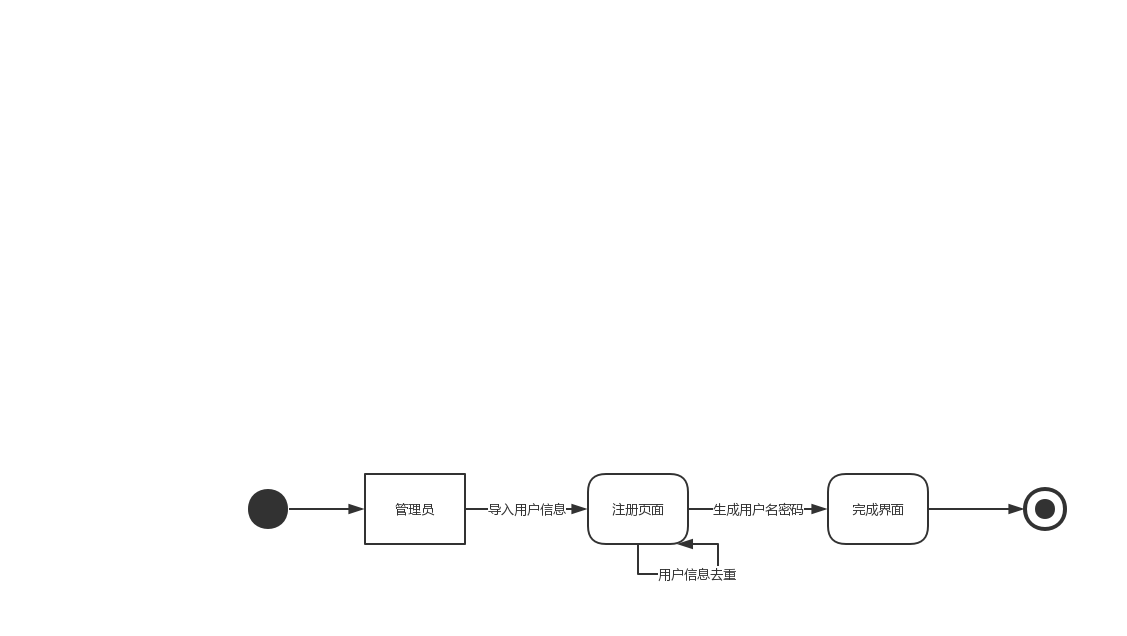 管理员
导入用户信息
注册页面
生成用户名密码
完成界面
用户信息去重